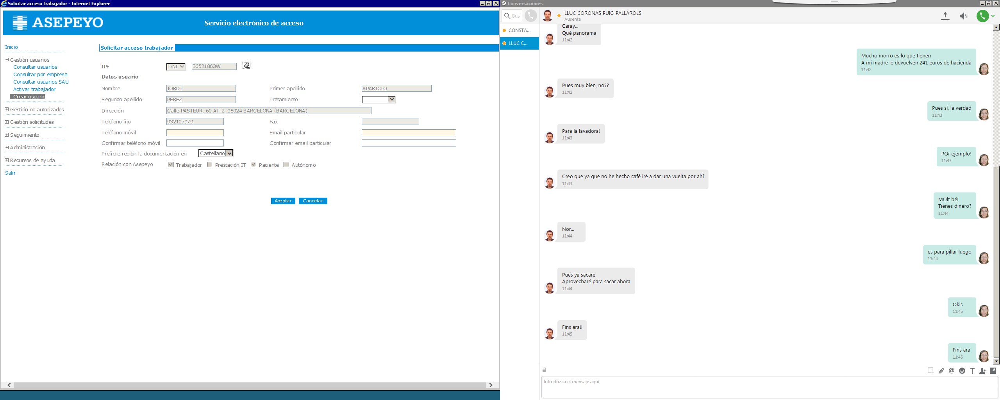 Solicitar acceso trabajador - Internet Explorer
ASEPEYO
Servicio electrónico de acceso
Inicio
Gestión usuarios
Consultar usuarios
Consultar por empresa
Consultar usuarios SAU
Activar trabajador
Crear usuario
Gestión no autorizados
Gestión solicitudes
Seguimiento
Administración
Recursos de ayuda
Salir
Solicitar acceso trabajador
IPF DNI 36521863W
Datos usuario
Nombre JORDI Primer apellido APARICIO
Segundo apellido PEREZ Tratamiento
Dirección Calle PASTEUR, 60 AT-2, 08024 BARCELONA (BARCELONA)
Teléfono fijo 932107979 Fax
Teléfono móvil Email particular
Confirmar teléfono móvil Confirmar email particular
Prefiere recibir la documentación en Castellano
Relación con Asepeyo Trabajador Prestación IT Paciente Autónomo
Aceptar Cancelar
Conversaciones
Bus
CONSTA...
LLUC C...
LLUC CORONAS PUIG-PALLAROLS
Ausente
Caray...
Qué panorama
11:42
Mucho morro es lo que tienen
A mi madre le devuelven 241 euros de hacienda
11:42
Pues muy bien, no??
11:42
Pues sí, la verdad
11:43
Para la lavadora!
11:43
POr ejemplo!
11:43
Creo que ya que no he hecho café iré a dar una vuelta por ahí
11:43
MOlt bé!
Tienes dinero?
11:44
Nor...
11:44
es para pillar luego
11:44
Pues ya sacaré
Aprovecharé para sacar ahora
11:44
Okis
11:45
Fins ara!!
11:45
Fins ara
11:45
Introduzca el mensaje aquí